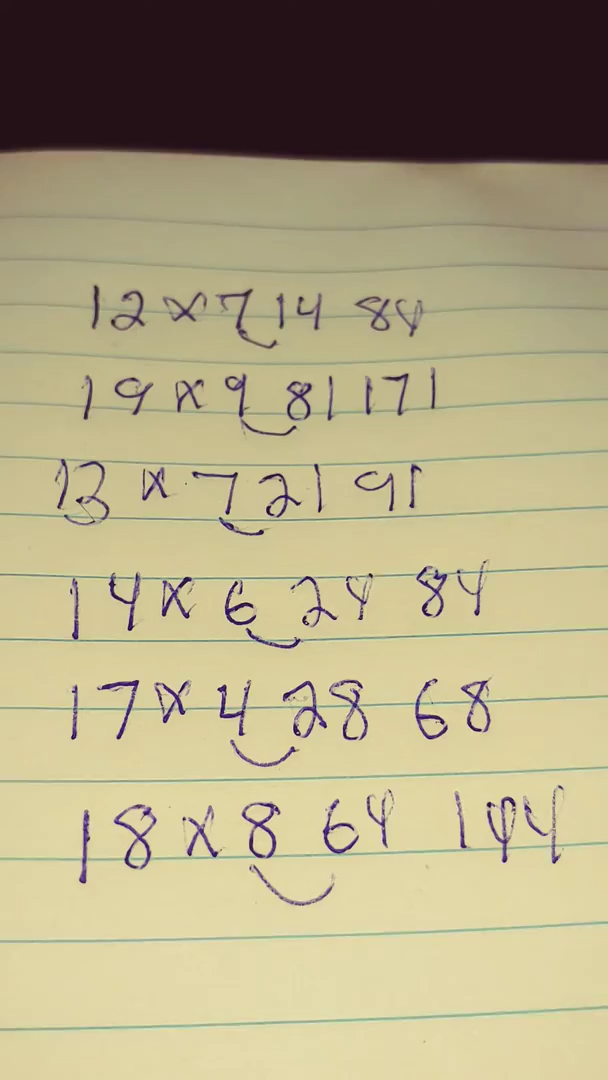 12 × 7 14 84
19 × 9 81 171
13 × 7 21 91
14 × 6 24 84
17 × 4 28 68
18 × 8 64 144